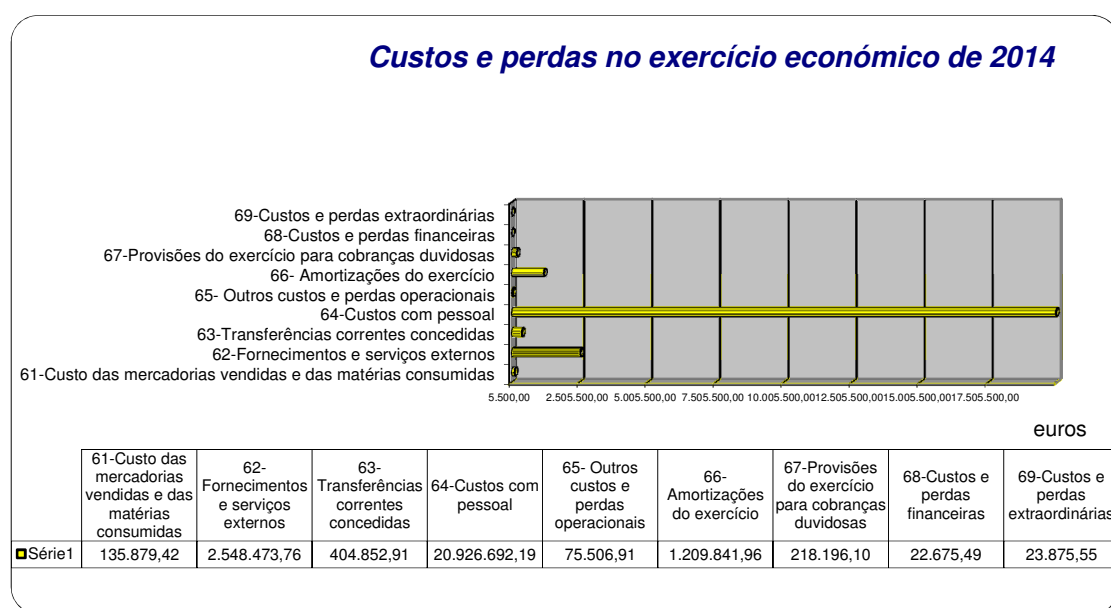 Custos e perdas no exercício económico de 2014
69-Custos e perdas extraordinárias
68-Custos e perdas financeiras
67-Provisões do exercício para cobranças duvidosas
66- Amortizações do exercício
65- Outros custos e perdas operacionais
64-Custos com pessoal
63-Transferências correntes concedidas
62-Fornecimentos e serviços externos
61-Custo das mercadorias vendidas e das matérias consumidas
5.500,00 2.505.500,00 5.005.500,00 7.505.500,00 10.005.500,00 12.505.500,00 15.005.500,00 17.505.500,00
euros
61-Custo das
mercadorias
vendidas e das
matérias
consumidas
62-
Fornecimentos
e serviços
externos
63-
Transferências
correntes
concedidas
64-Custos com
pessoal
65- Outros
custos e
perdas
operacionais
66-
Amortizações
do exercício
67-Provisões
do exercício
para cobranças
duvidosas
68-Custos e
perdas
financeiras
69-Custos e
perdas
extraordinárias
Série1 135.879,42 2.548.473,76 404.852,91 20.926.692,19 75.506,91 1.209.841,96 218.196,10 22.675,49 23.875,55